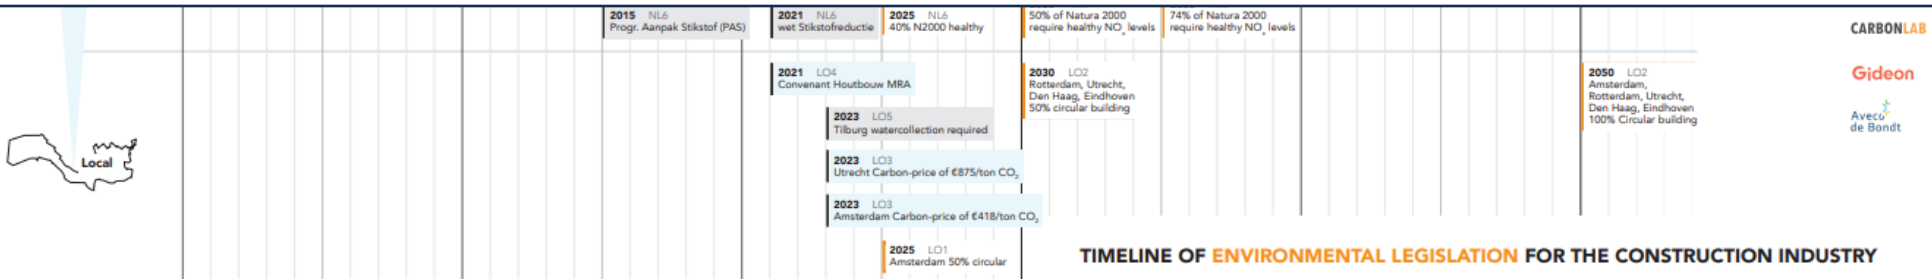 2015 NL6
Progr. Aanpak Stikstof (PAS)
2021 NL6
wet Stikstofreductie
2025 NL6
40% N2000 healthy
50% of Natura 2000
require healthy NOx levels
74% of Natura 2000
require healthy NOx levels
CARBONLAB
Gideon
Aveco
de Bondt
Local
2021 LO4
Convenant Houtbouw MRA
2023 LO5
Tilburg watercollection required
2023 LO3
Utrecht Carbon-price of €875/ton CO₂
2023 LO3
Amsterdam Carbon-price of €418/ton CO₂
2025 LO1
Amsterdam 50% circular
2030 LO2
Rotterdam, Utrecht,
Den Haag, Eindhoven
50% circular building
2050 LO2
Amsterdam,
Rotterdam, Utrecht,
Den Haag, Eindhoven
100% Circular building
TIMELINE OF ENVIRONMENTAL LEGISLATION FOR THE CONSTRUCTION INDUSTRY